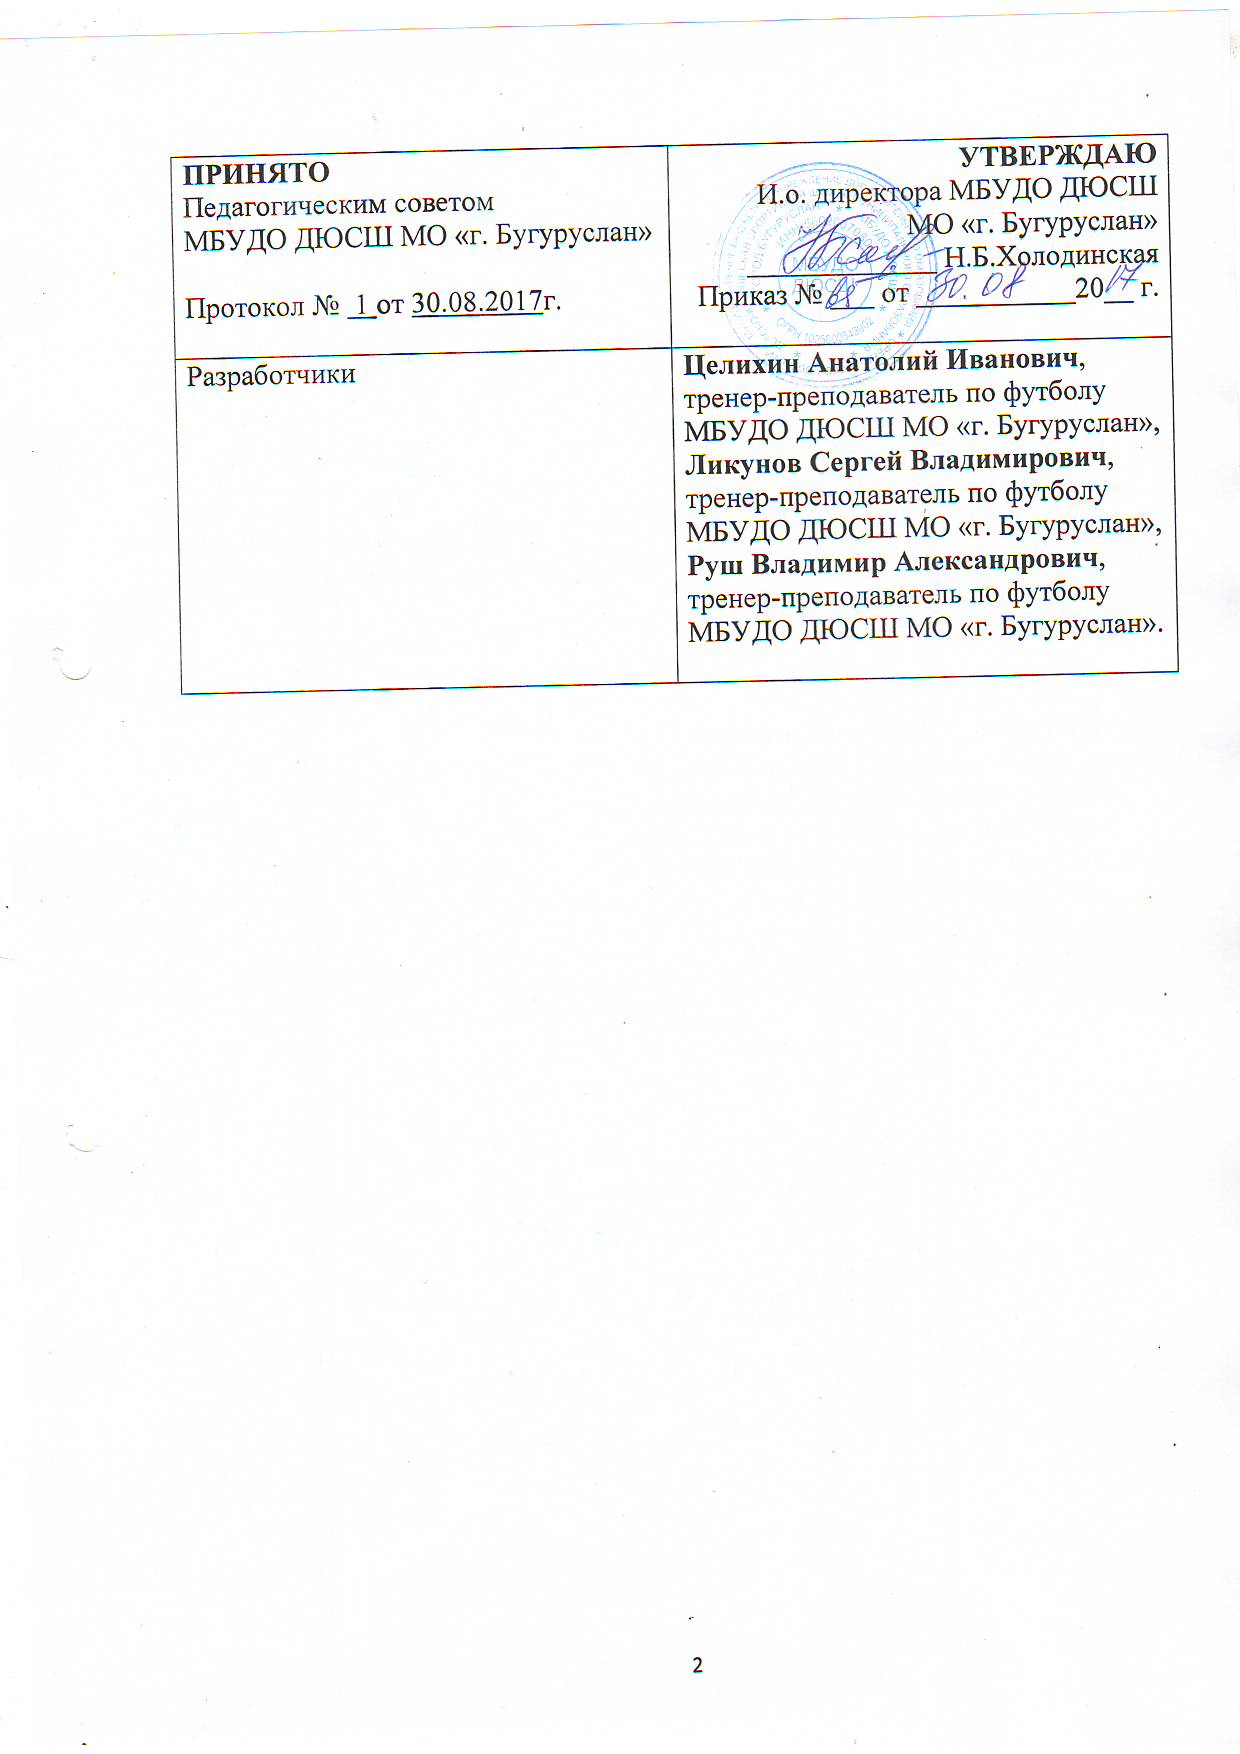 ПРИНЯТО
Педагогическим советом
МБУДО ДЮСШ МО «г. Бугуруслан»
Протокол № 1 от 30.08.2017г.
УТВЕРЖДАЮ
И.о. директора МБУДО ДЮСШ
МО «г. Бугуруслан»
Н.Б.Холодинская
Приказ № от 30.08 2017 г.
МБУДО
ДЮСШ
Разработчики
Целихин Анатолий Иванович,
тренер-преподаватель по футболу
МБУДО ДЮСШ МО «г. Бугуруслан»,
Ликунов Сергей Владимирович,
тренер-преподаватель по футболу
МБУДО ДЮСШ МО «г. Бугуруслан»,
Руш Владимир Александрович,
тренер-преподаватель по футболу
МБУДО ДЮСШ МО «г. Бугуруслан».
2